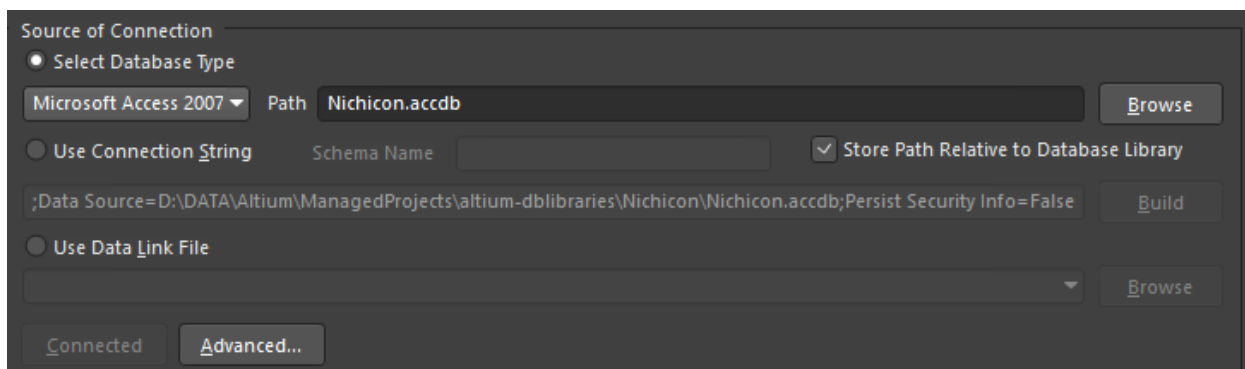 Source of Connection
Select Database Type
Microsoft Access 2007 Path Nichicon.accdb Browse
Use Connection String Schema Name Store Path Relative to Database Library
;Data Source=D:\DATA\Altium\ManagedProjects\altium-dblibraries\Nichicon\Nichicon.accdb;Persist Security Info=False Build
Use Data Link File
Browse
Connected Advanced...